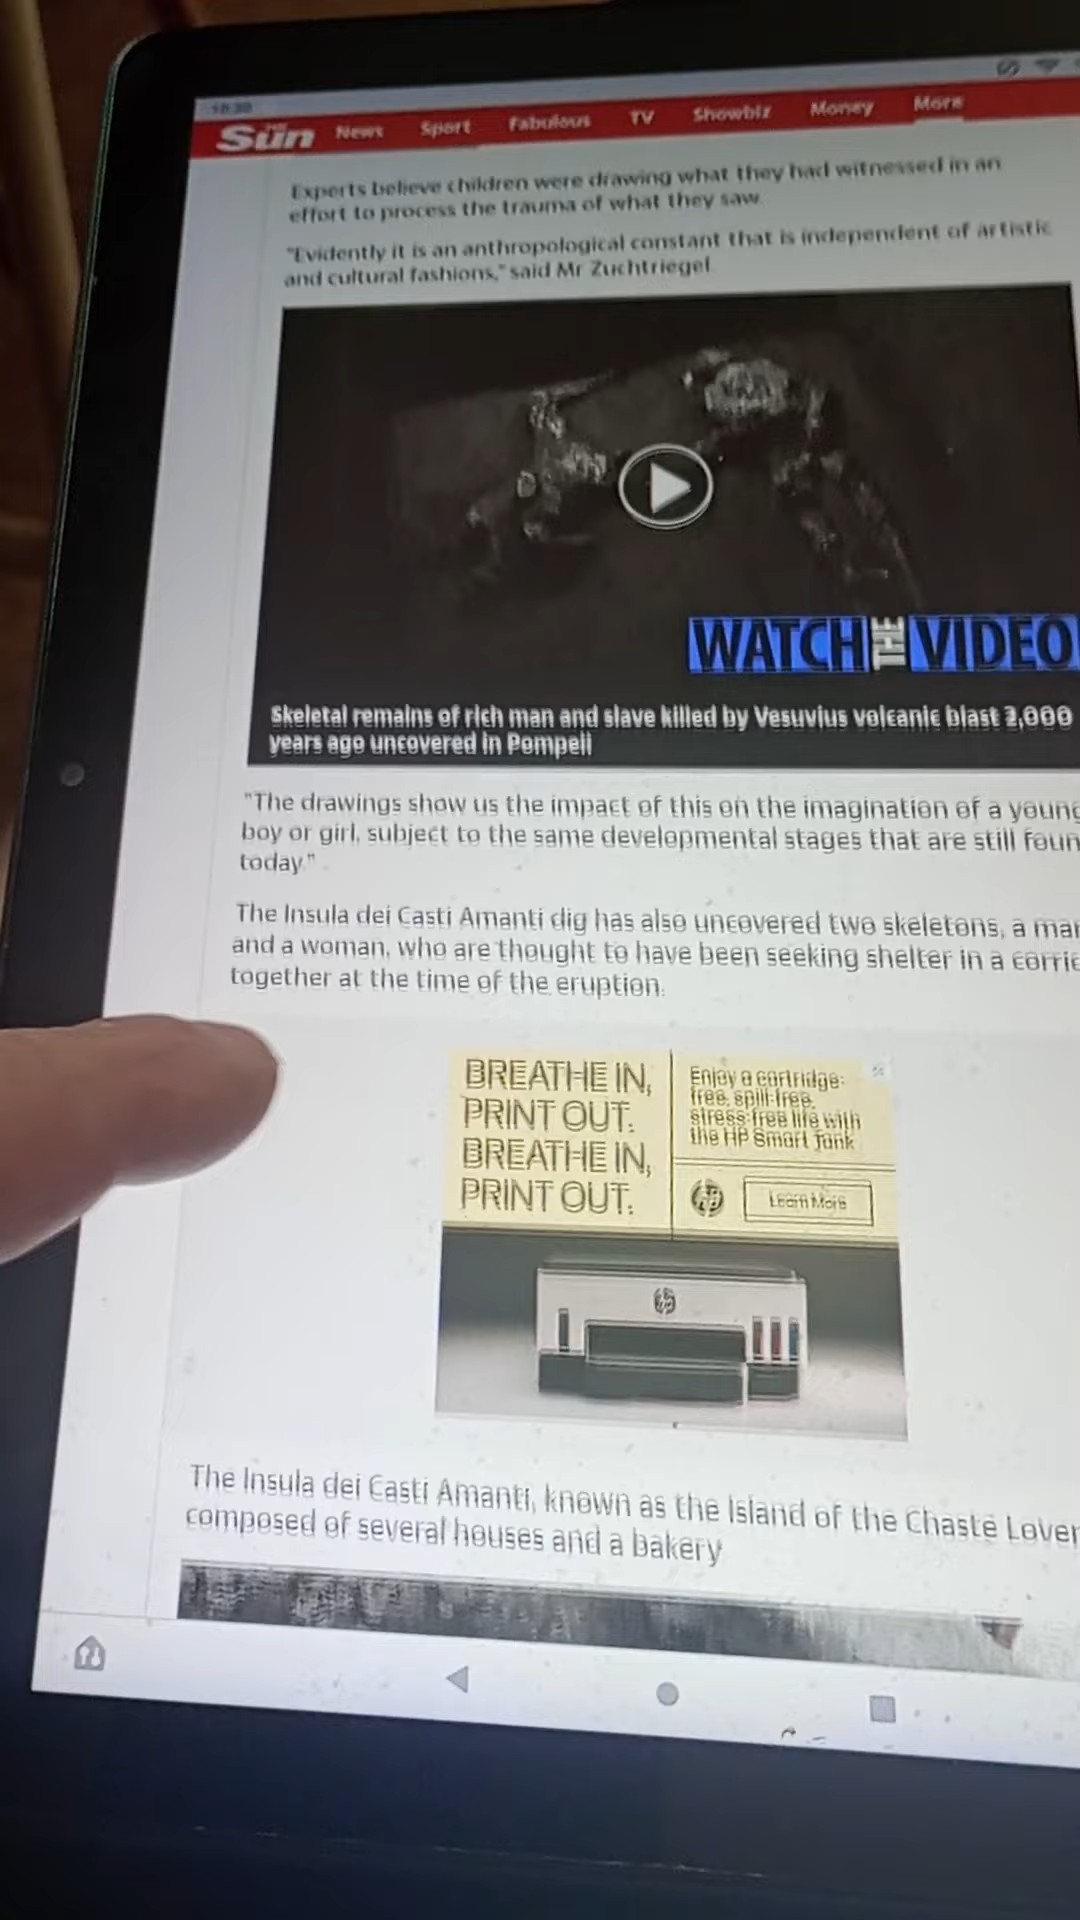 18:30
THE Sun News Sport Fabulous TV Showbiz Money More
Experts believe children were drawing what they had witnessed in an
effort to process the trauma of what they saw.
"Evidently it is an anthropological constant that is independent of artistic
and cultural fashions," said Mr Zuchtriegel.
WATCH THE VIDEO
Skeletal remains of rich man and slave killed by Vesuvius volcanic blast 2,000
years ago uncovered in Pompeii
"The drawings show us the impact of this on the imagination of a young
boy or girl, subject to the same developmental stages that are still foun
today."
The Insula dei Casti Amanti dig has also uncovered two skeletons, a man
and a woman, who are thought to have been seeking shelter in a corrid
together at the time of the eruption.
BREATHE IN,
PRINT OUT.
BREATHE IN,
PRINT OUT.
Enjoy a cartridge-
free, spill-free,
stress-free life with
the HP Smart Tank
hp Learn More
hp
The Insula dei Casti Amanti, known as the Island of the Chaste Lover
composed of several houses and a bakery